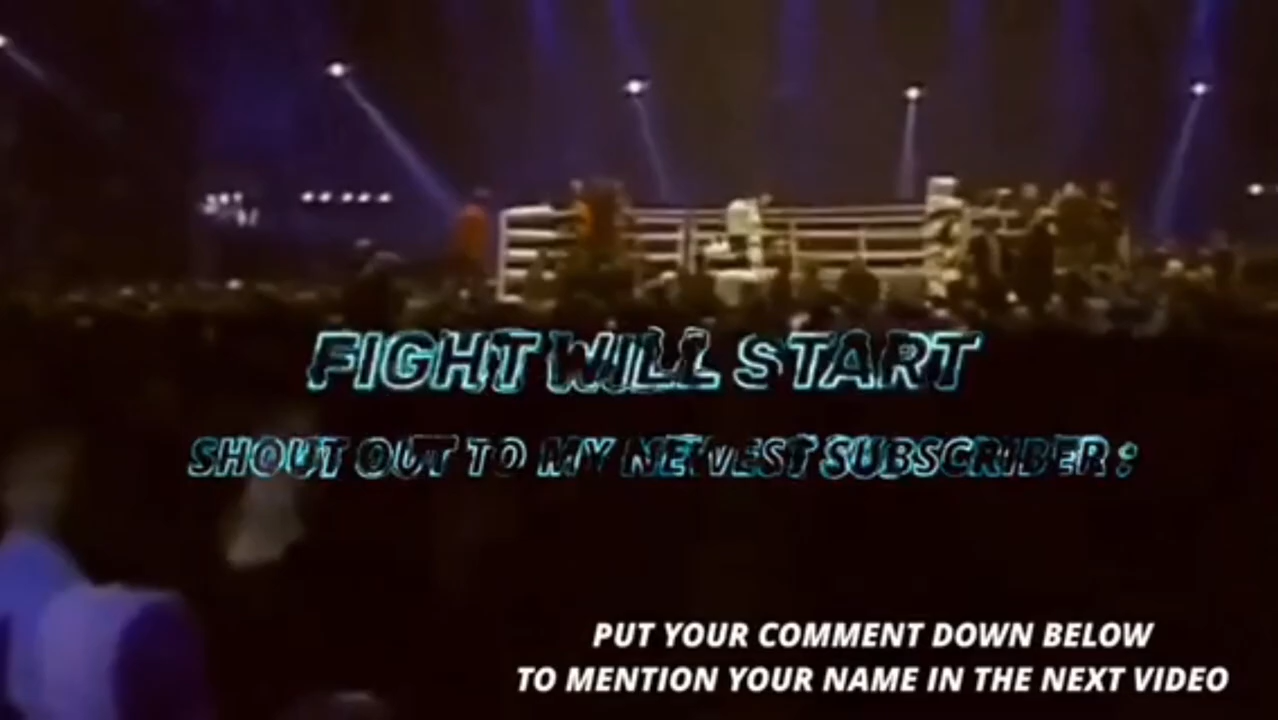 FIGHT WILL START
SHOUT OUT TO MY NEWEST SUBSCRIBER :
PUT YOUR COMMENT DOWN BELOW
TO MENTION YOUR NAME IN THE NEXT VIDEO